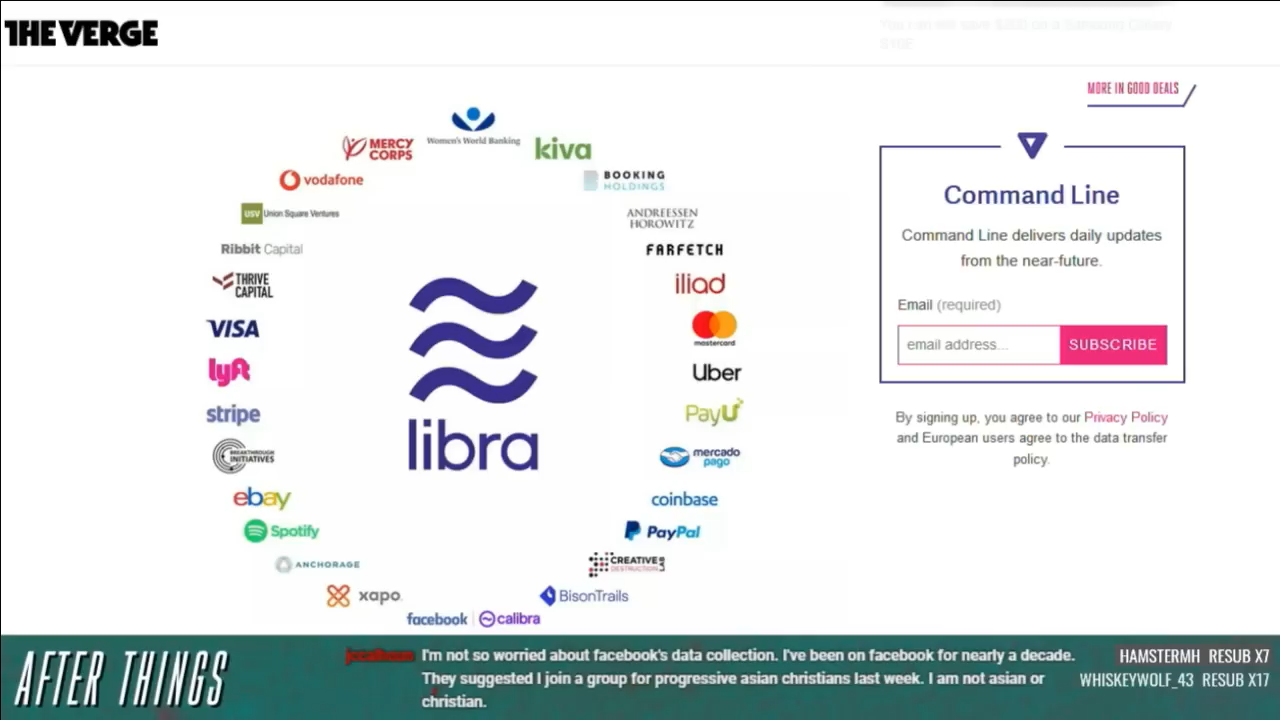 THE VERGE
MORE IN GOOD DEALS
Women's World Banking
MERCY
CORPS
kiva
vodafone
BOOKING
HOLDINGS
USV Union Square Ventures
ANDREESSEN
HOROWITZ
Ribbit Capital
FARFETCH
THRIVE
CAPITAL
iliad
VISA
mastercard
lyft
Uber
stripe
PayU
BREAKTHROUGH
INITIATIVES
mercado
pago
ebay
coinbase
Spotify
PayPal
ANCHORAGE
CREATIVE
DESTRUCTION LAB
xapo
BisonTrails
facebook calibra
libra
Command Line
Command Line delivers daily updates
from the near-future.
Email (required)
email address...
SUBSCRIBE
By signing up, you agree to our Privacy Policy
and European users agree to the data transfer
policy.
AFTER THINGS
I'm not so worried about facebook's data collection. I've been on facebook for nearly a decade.
They suggested I join a group for progressive asian christians last week. I am not asian or
christian.
HAMSTERMH RESUB X7
WHISKEYWOLF_43 RESUB X17